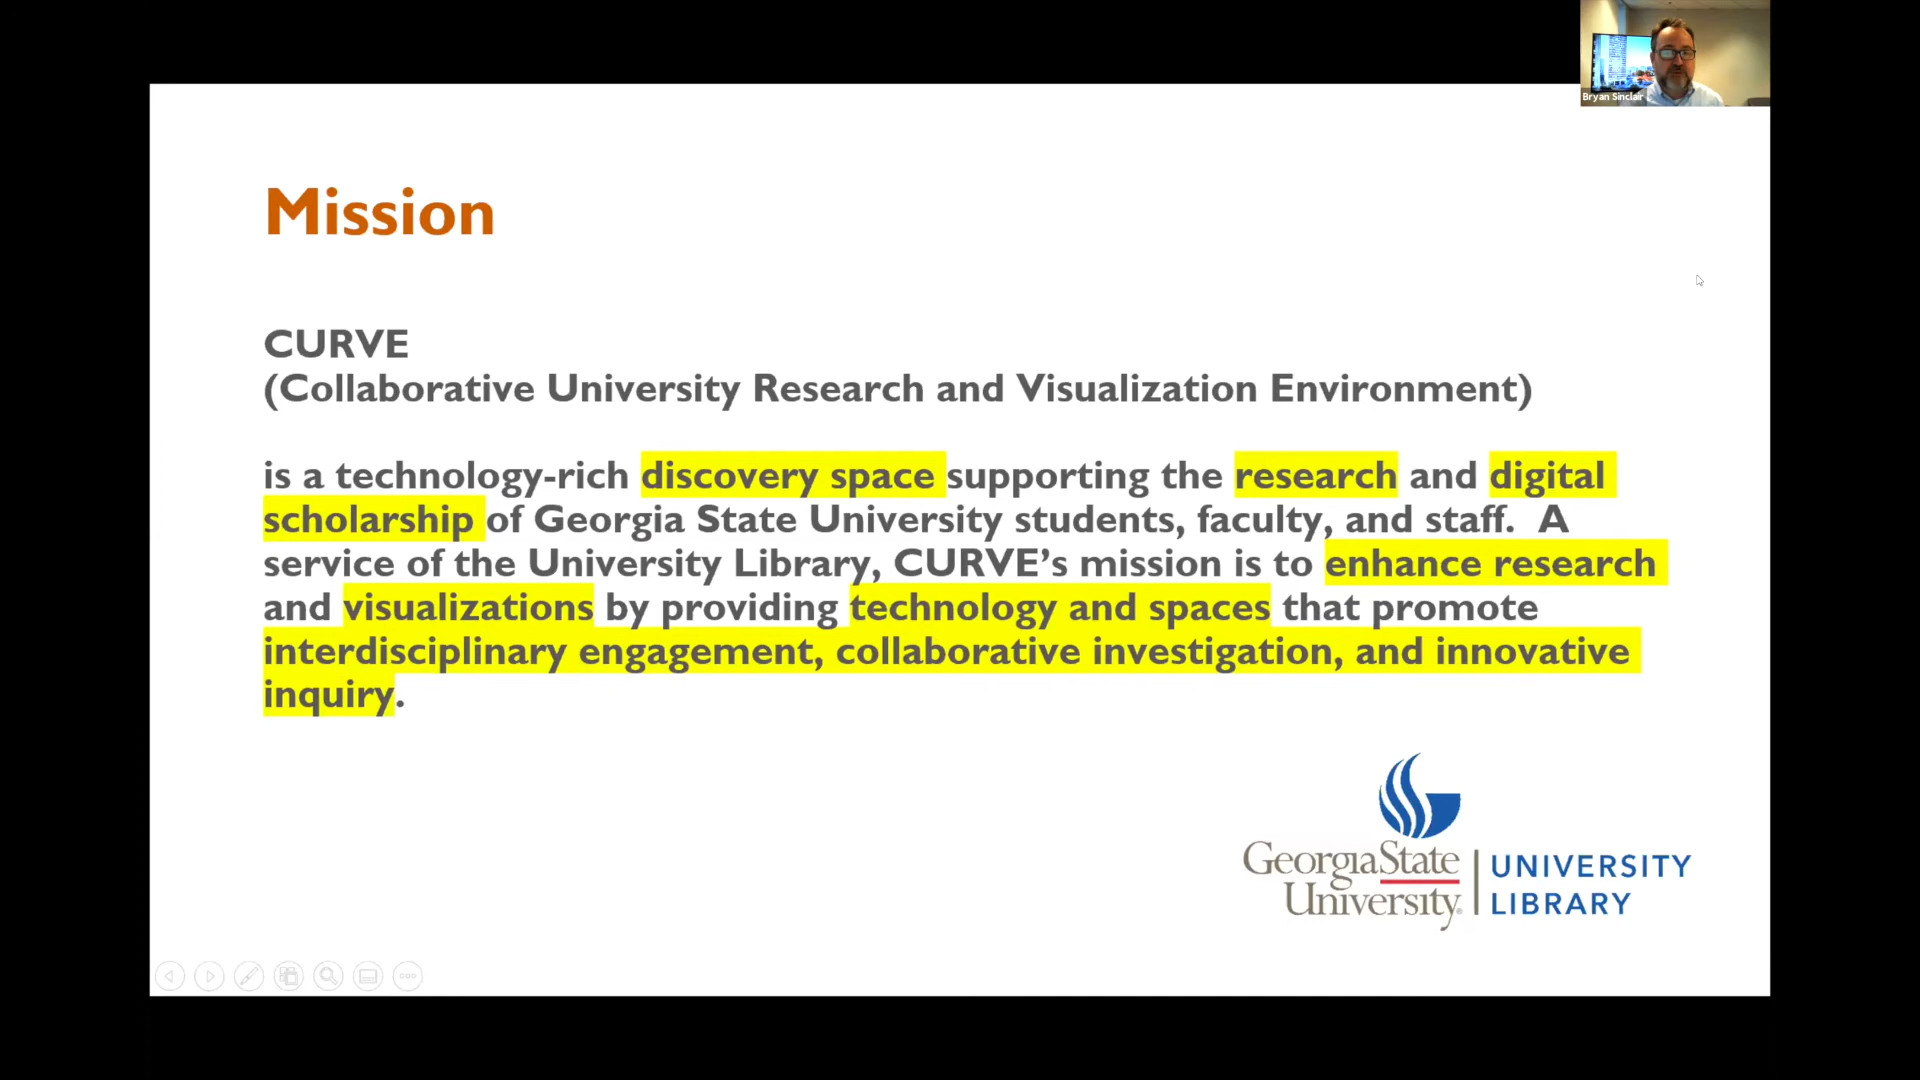 Bryan Sinclair
Mission
CURVE
(Collaborative University Research and Visualization Environment)
is a technology-rich discovery space supporting the research and digital
scholarship of Georgia State University students, faculty, and staff.  A
service of the University Library, CURVE’s mission is to enhance research
and visualizations by providing technology and spaces that promote
interdisciplinary engagement, collaborative investigation, and innovative
inquiry.
GeorgiaState
University
UNIVERSITY
LIBRARY